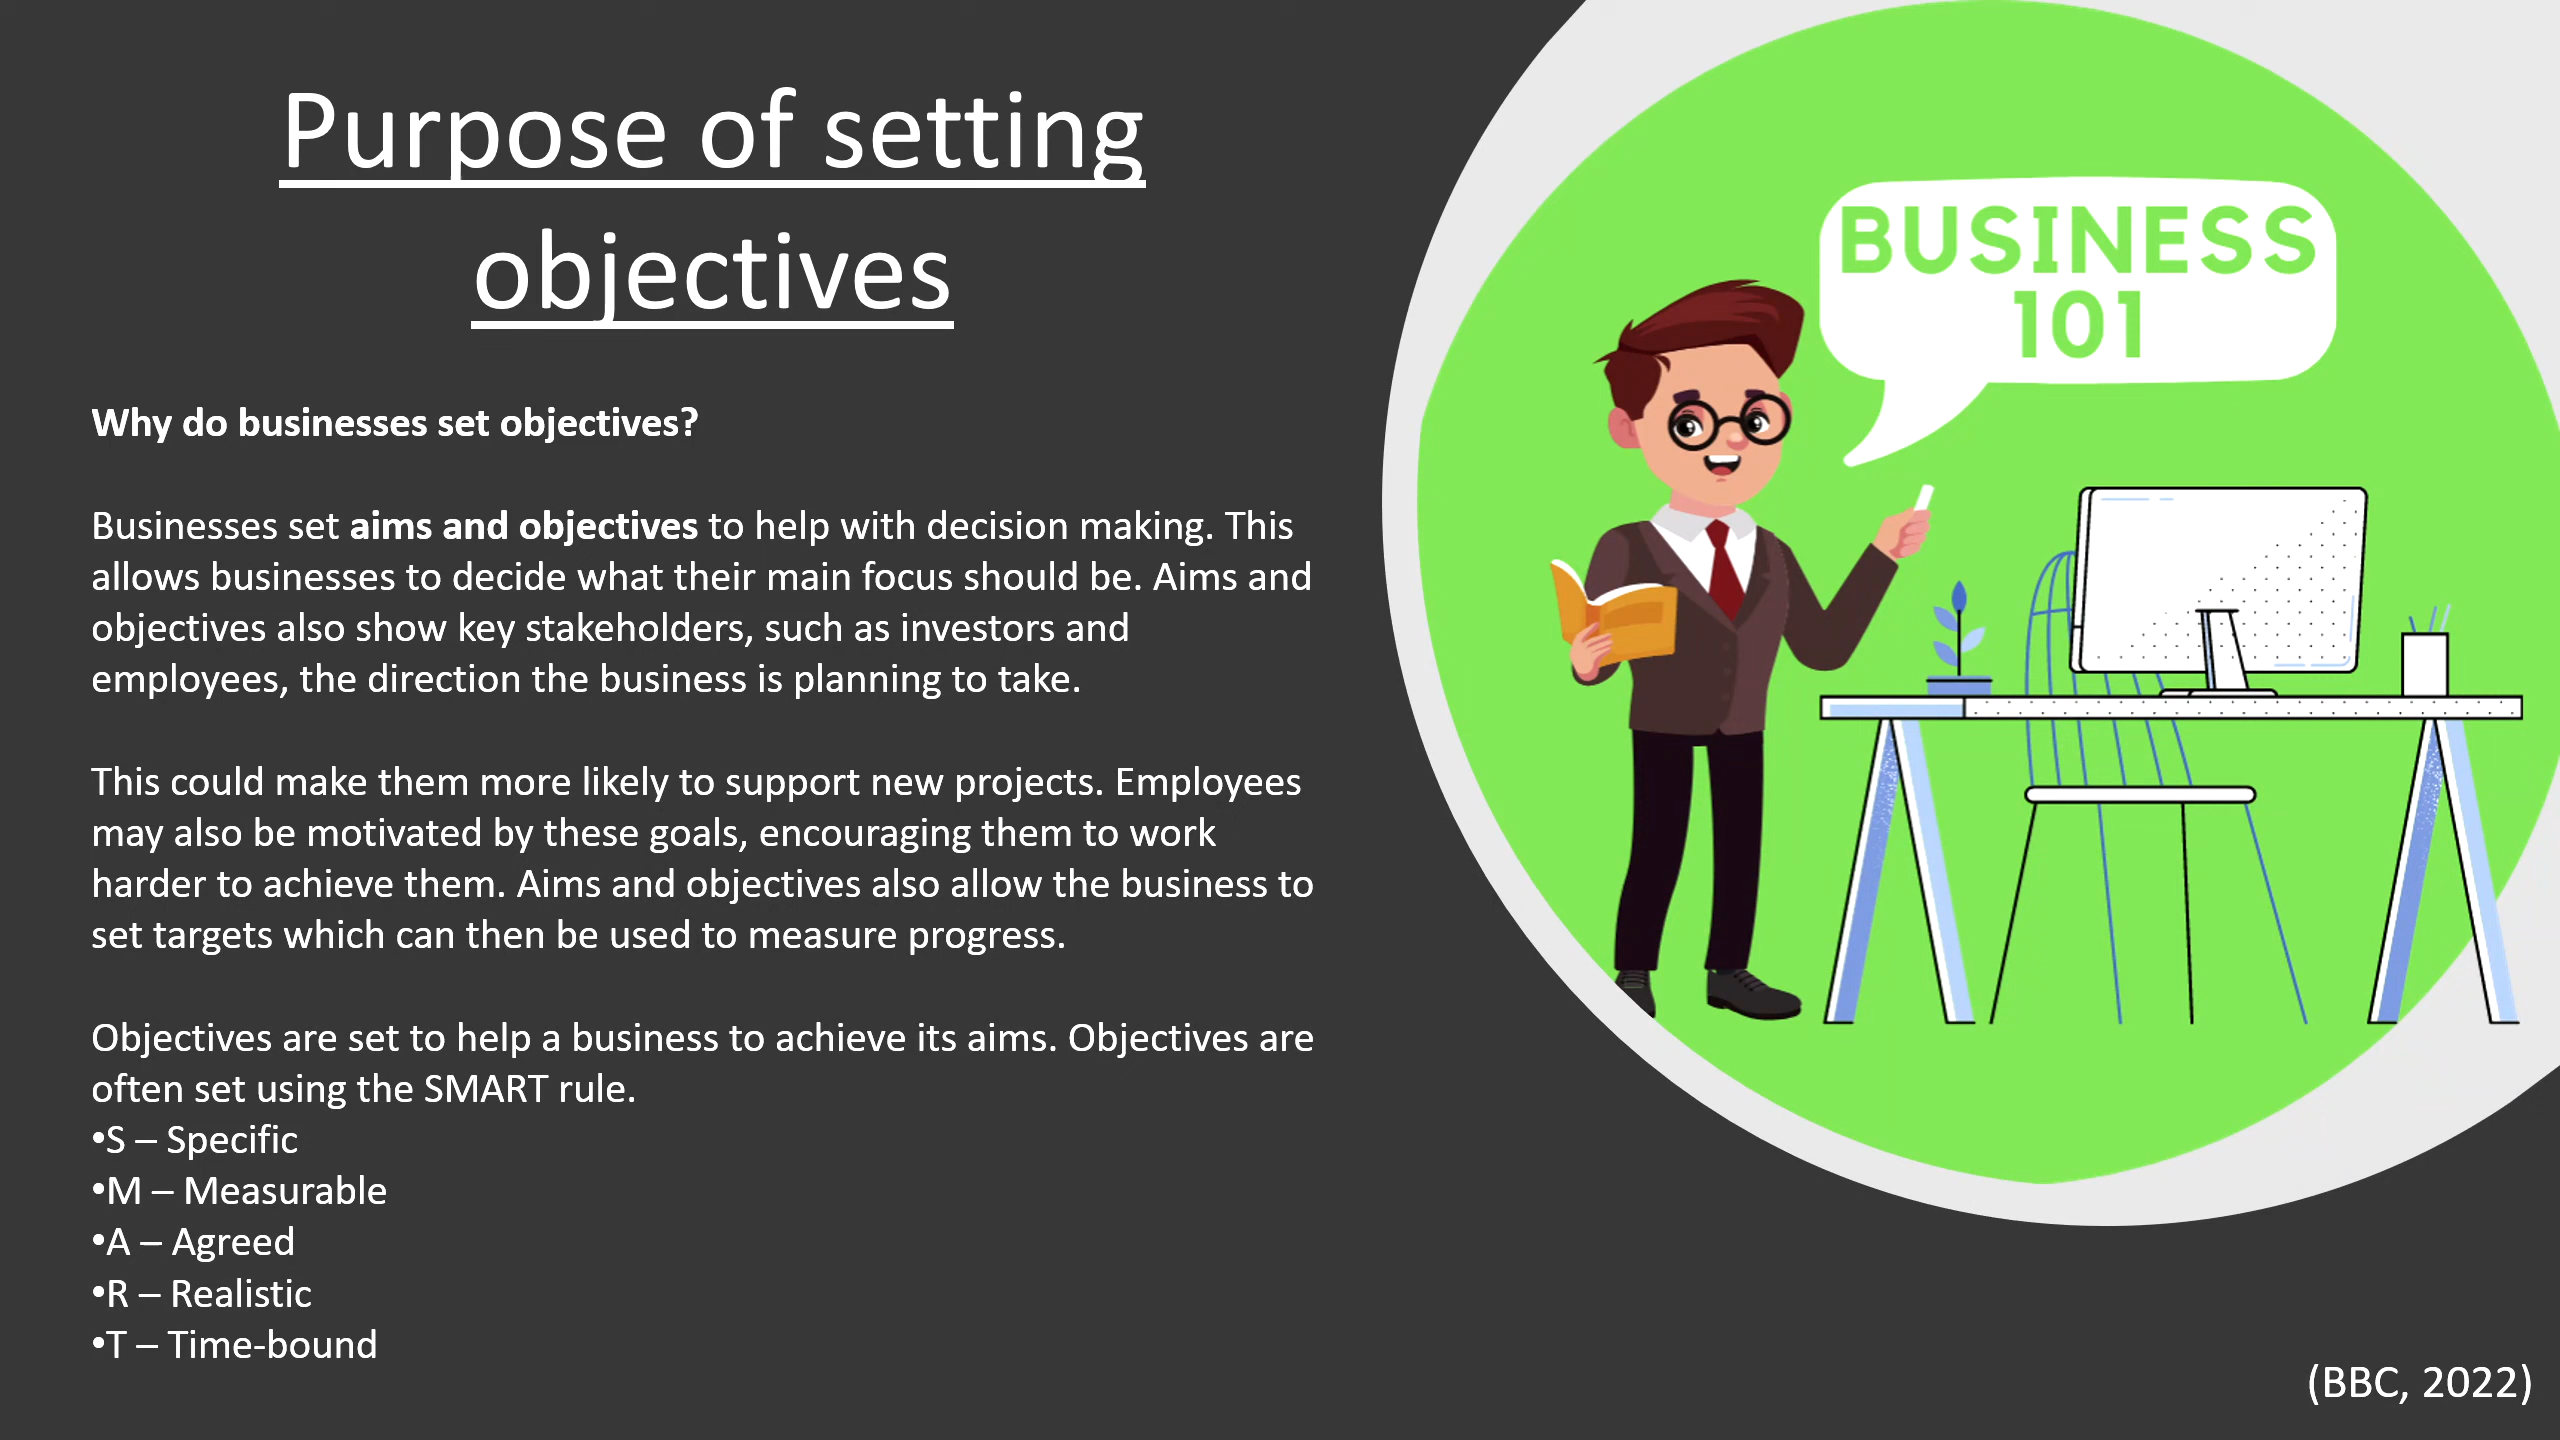 Purpose of setting
objectives
Why do businesses set objectives?
Businesses set aims and objectives to help with decision making. This
allows businesses to decide what their main focus should be. Aims and
objectives also show key stakeholders, such as investors and
employees, the direction the business is planning to take.
This could make them more likely to support new projects. Employees
may also be motivated by these goals, encouraging them to work
harder to achieve them. Aims and objectives also allow the business to
set targets which can then be used to measure progress.
Objectives are set to help a business to achieve its aims. Objectives are
often set using the SMART rule.
•S – Specific
•M – Measurable
•A – Agreed
•R – Realistic
•T – Time-bound
BUSINESS
101
(BBC, 2022)